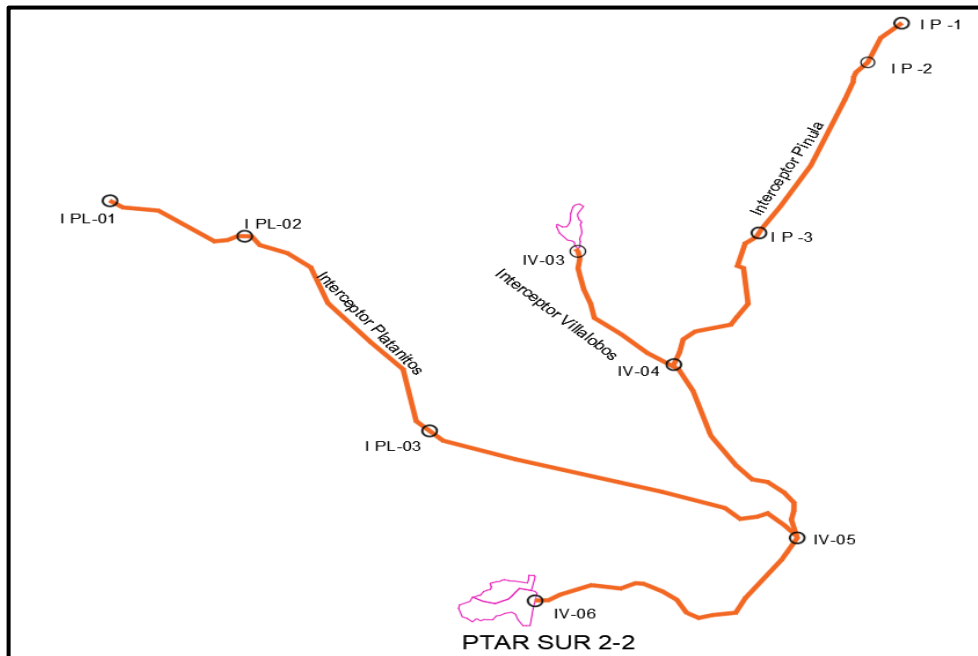 I P -1
I P -2
Interceptor Pinula
I PL-01
I PL-02
I P -3
IV-03
Interceptor Villalobos
Interceptor Platanitos
IV-04
I PL-03
IV-05
IV-06
PTAR SUR 2-2